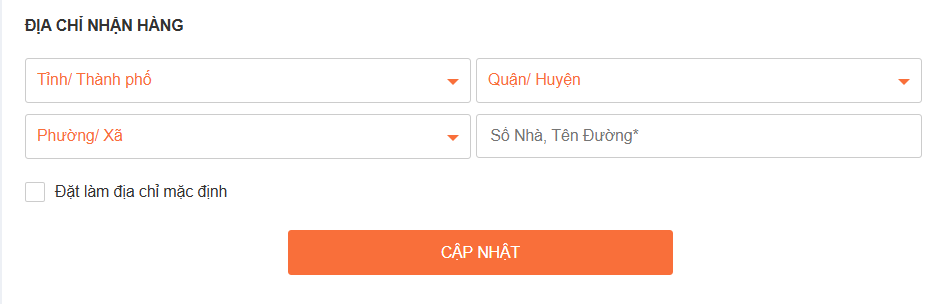 ĐỊA CHỈ NHẬN HÀNG
Tỉnh/ Thành phố
Quận/ Huyện
Phường/ Xã
Số Nhà, Tên Đường*
Đặt làm địa chỉ mặc định
CẬP NHẬT